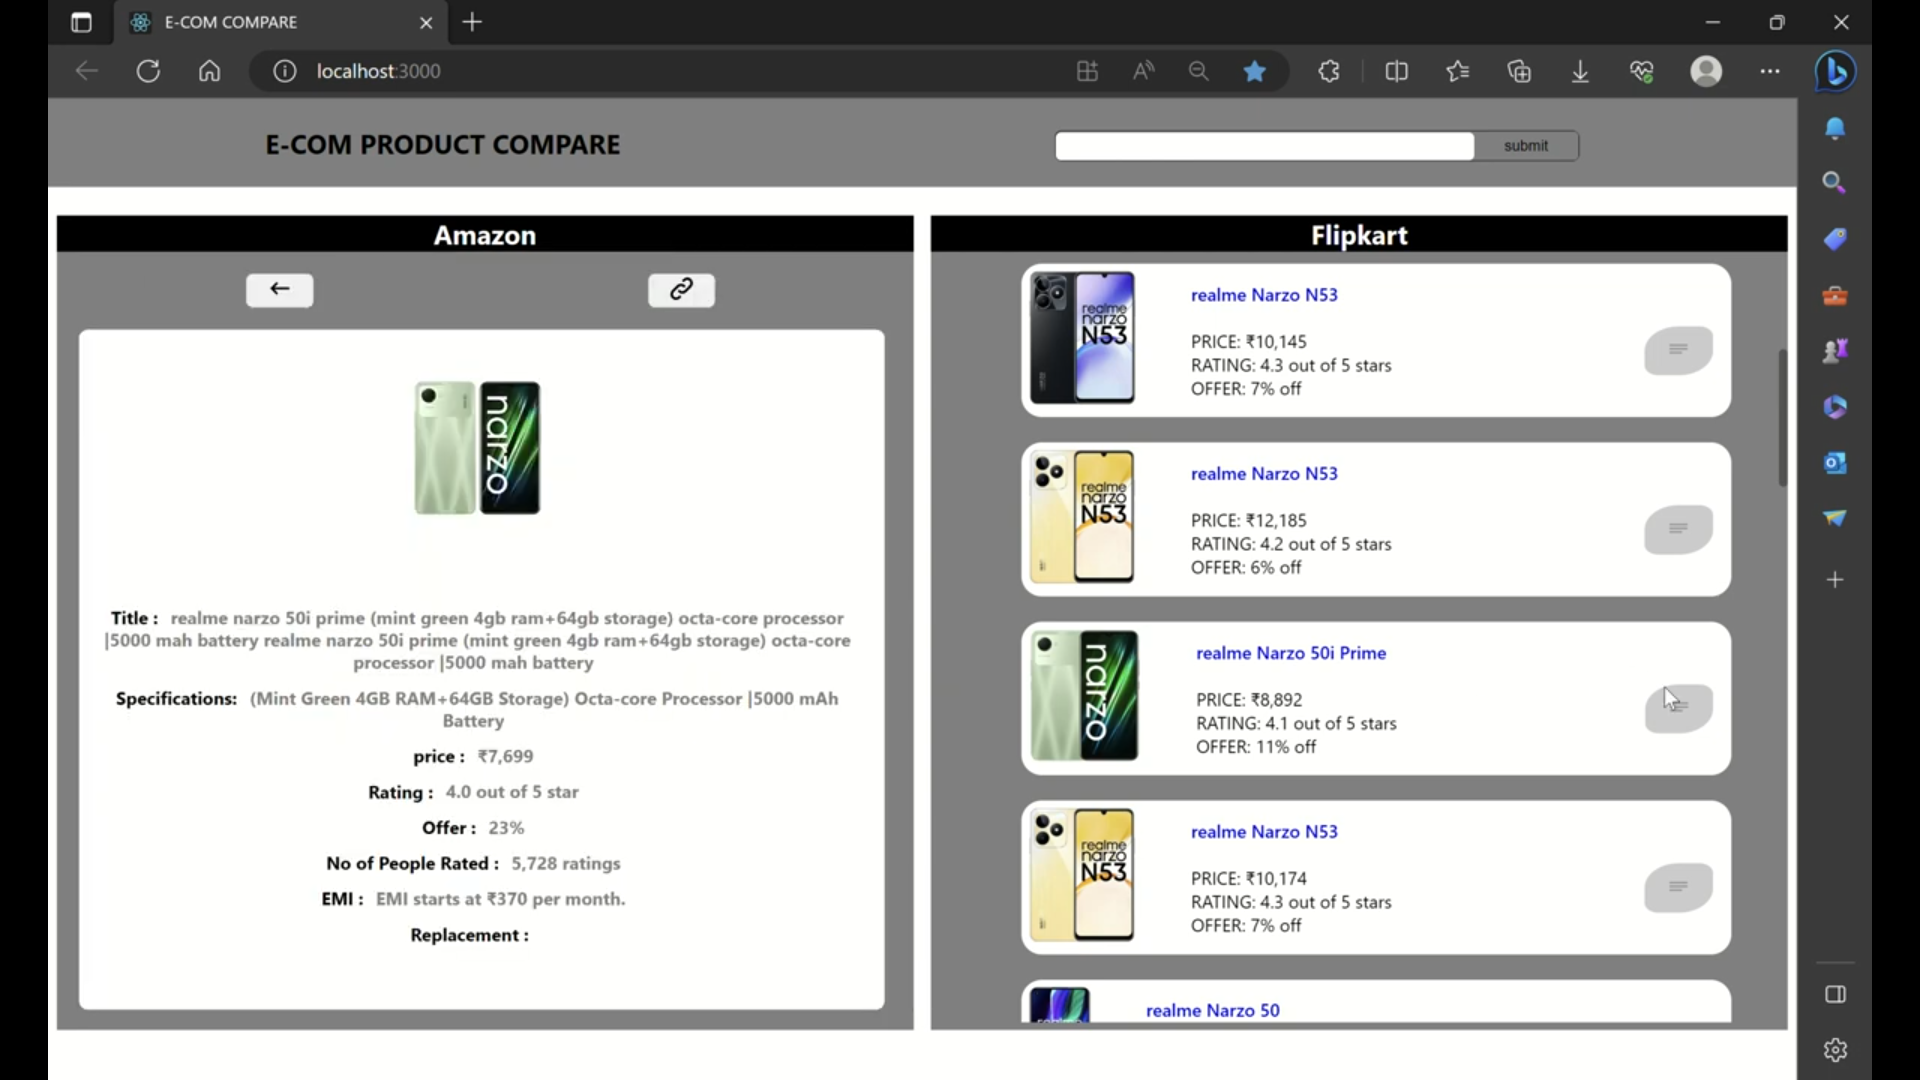 E-COM COMPARE
localhost:3000
E-COM PRODUCT COMPARE
submit
Amazon
narzo
Title : realme narzo 50i prime (mint green 4gb ram+64gb storage) octa-core processor
|5000 mah battery realme narzo 50i prime (mint green 4gb ram+64gb storage) octa-core
processor |5000 mah battery
Specifications: (Mint Green 4GB RAM+64GB Storage) Octa-core Processor |5000 mAh
Battery
price : ₹7,699
Rating : 4.0 out of 5 star
Offer : 23%
No of People Rated : 5,728 ratings
EMI : EMI starts at ₹370 per month.
Replacement :
Flipkart
realme
narzo
N53
realme Narzo N53
PRICE: ₹10,145
RATING: 4.3 out of 5 stars
OFFER: 7% off
realme
narzo
N53
realme Narzo N53
PRICE: ₹12,185
RATING: 4.2 out of 5 stars
OFFER: 6% off
narzo
realme Narzo 50i Prime
PRICE: ₹8,892
RATING: 4.1 out of 5 stars
OFFER: 11% off
realme
narzo
N53
realme Narzo N53
PRICE: ₹10,174
RATING: 4.3 out of 5 stars
OFFER: 7% off
realme Narzo 50